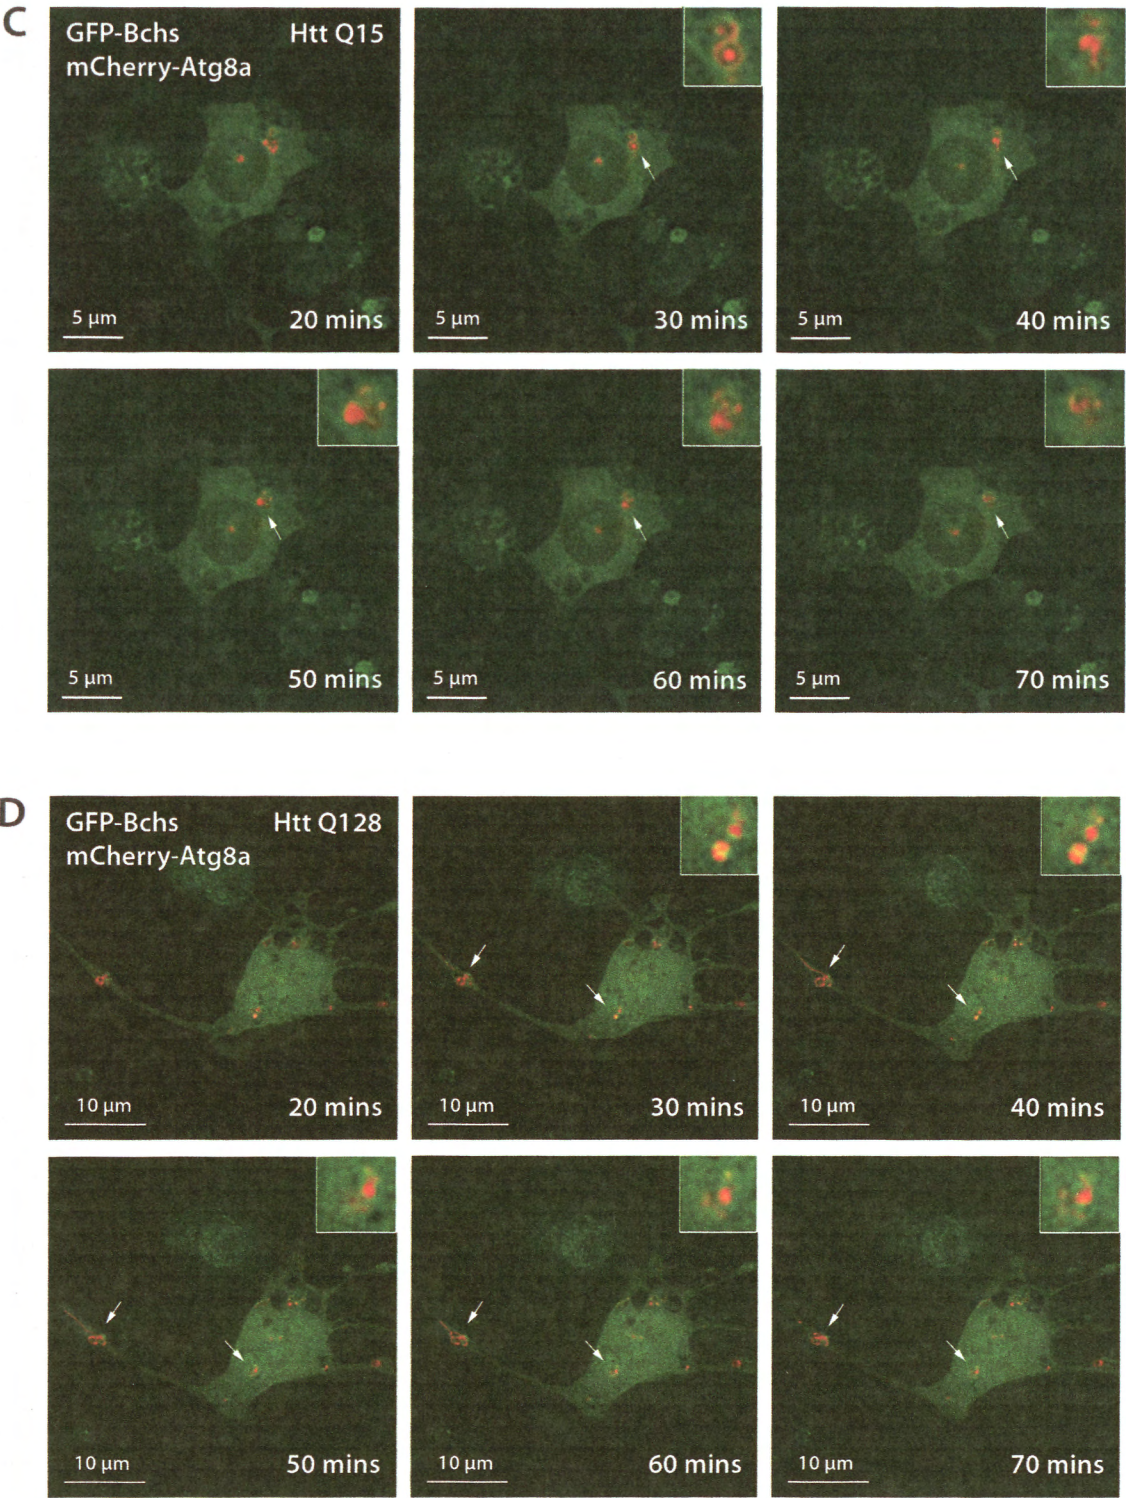 C
GFP-Bchs Htt Q15
mCherry-Atg8a
5 μm 20 mins
5 μm 30 mins
5 μm 40 mins
5 μm 50 mins
5 μm 60 mins
5 μm 70 mins
D
GFP-Bchs Htt Q128
mCherry-Atg8a
10 μm 20 mins
10 μm 30 mins
10 μm 40 mins
10 μm 50 mins
10 μm 60 mins
10 μm 70 mins